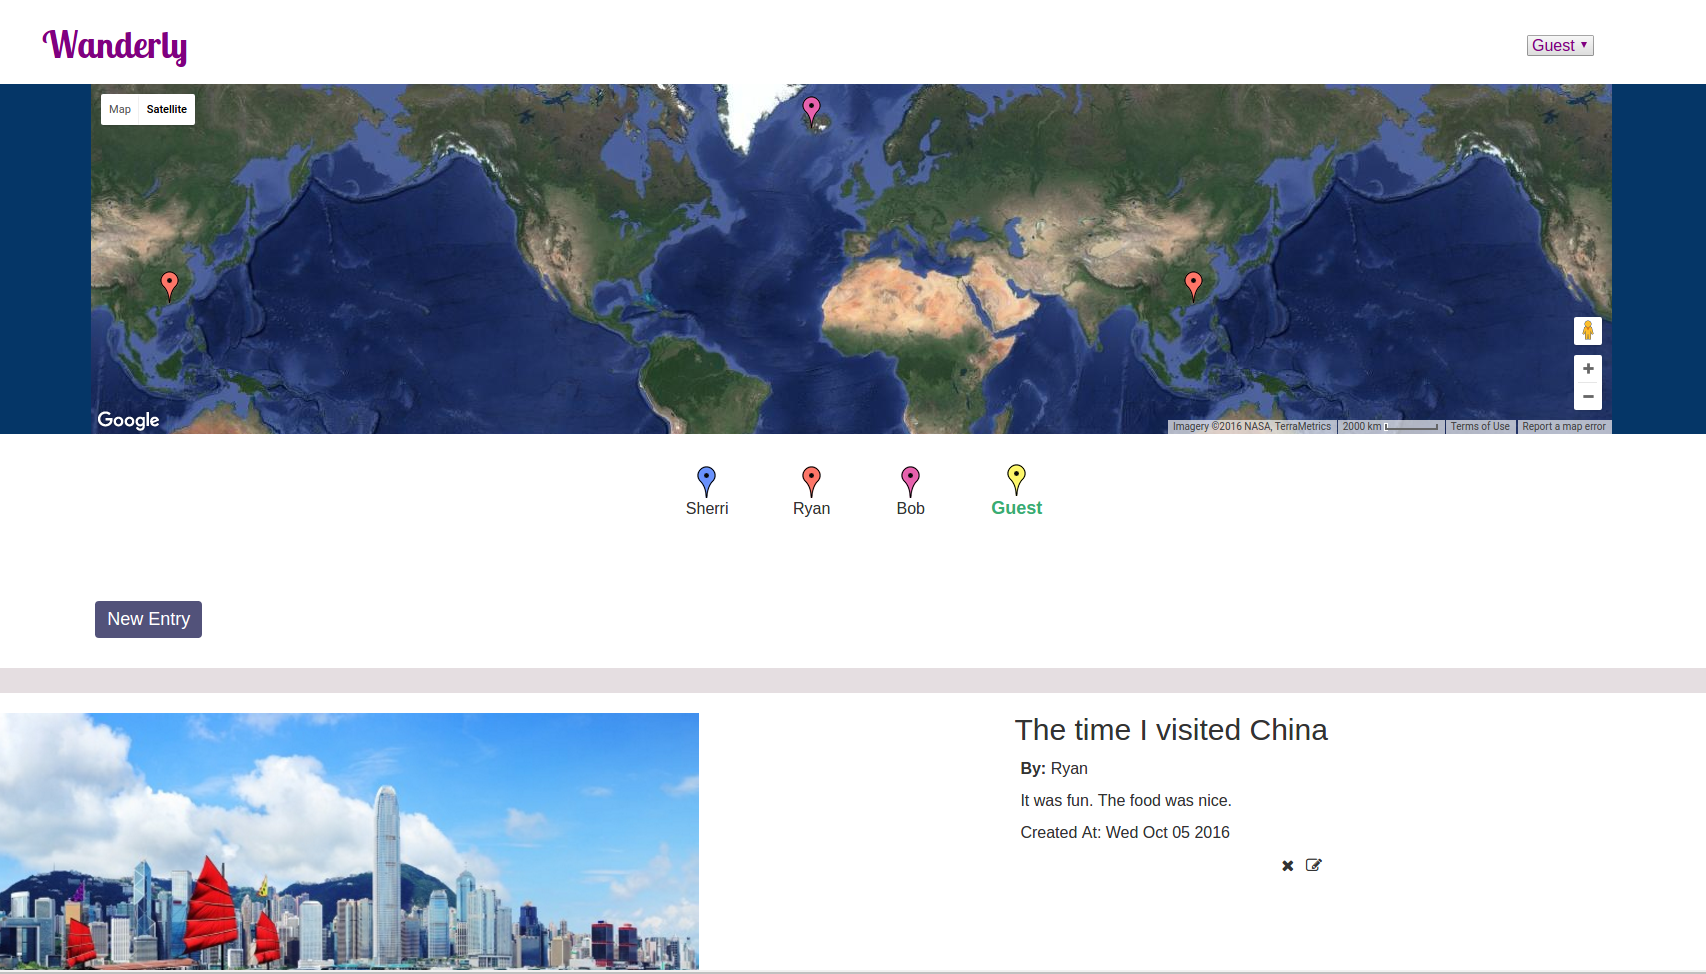 Wanderly
Guest ▼
Map Satellite
Google
Imagery ©2016 NASA, TerraMetrics 2000 km Terms of Use Report a map error
Sherri Ryan Bob Guest
New Entry
The time I visited China
By: Ryan
It was fun. The food was nice.
Created At: Wed Oct 05 2016